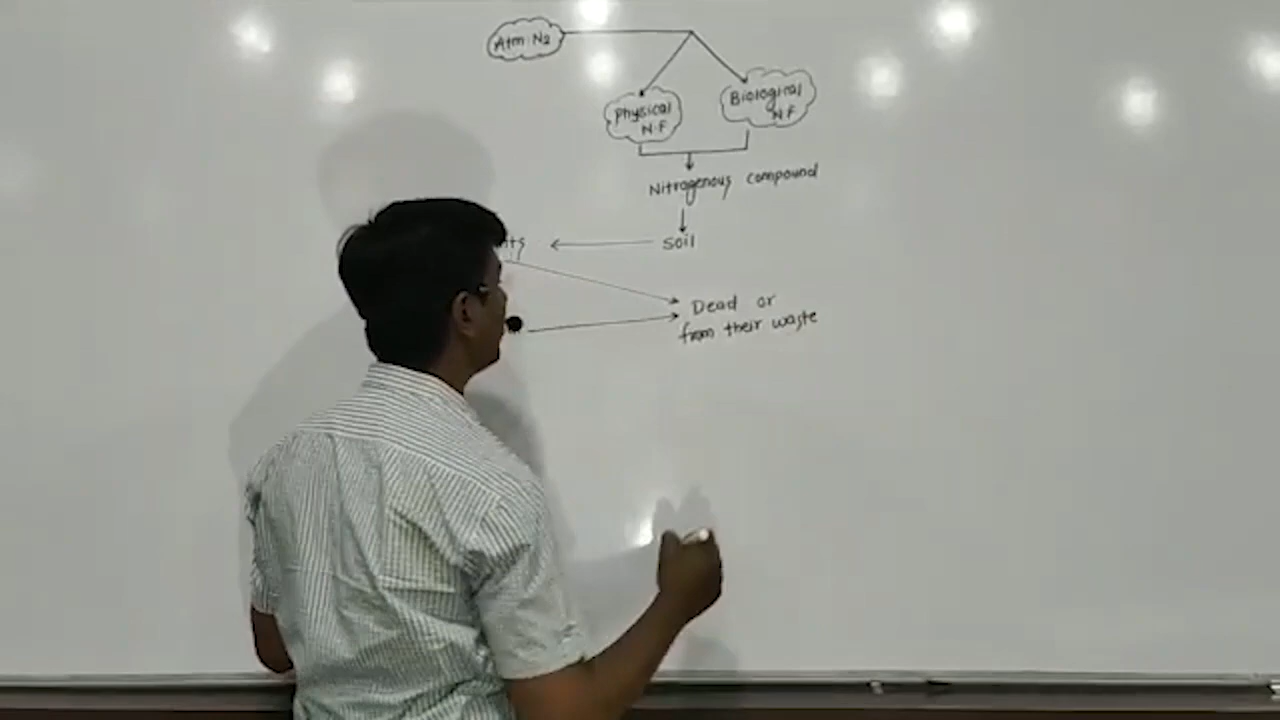 Atm. N2
Physical
N.F
Biological
N.F
Nitrogenous compound
Soil
Dead or
from their waste